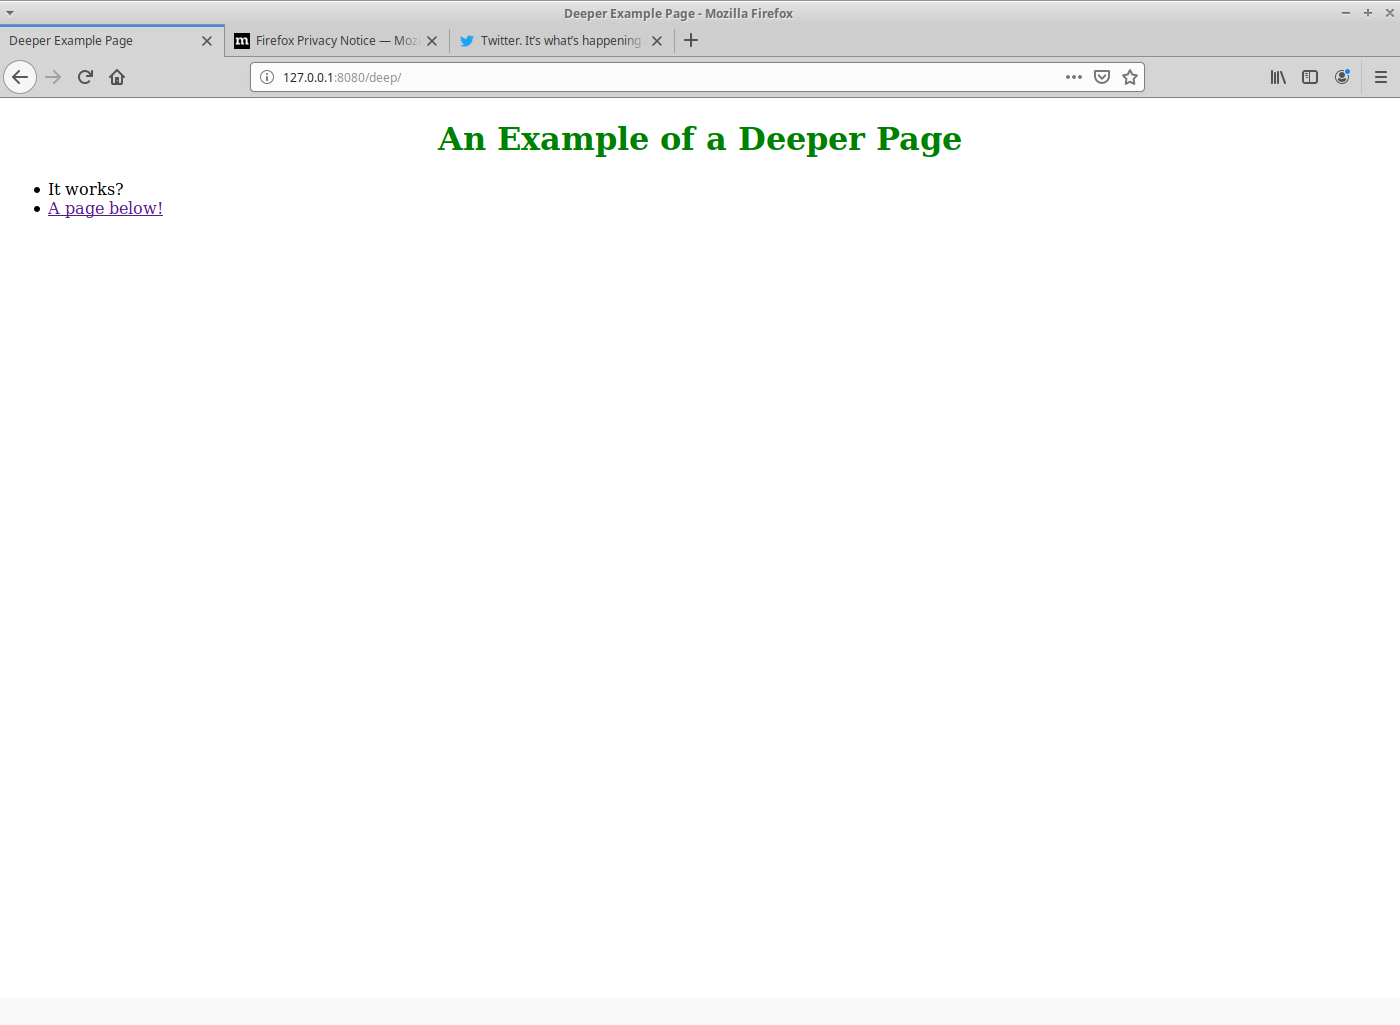 Deeper Example Page - Mozilla Firefox
Deeper Example Page
Firefox Privacy Notice — Moz
Twitter. It’s what’s happening
127.0.0.1:8080/deep/
An Example of a Deeper Page
It works?
A page below!